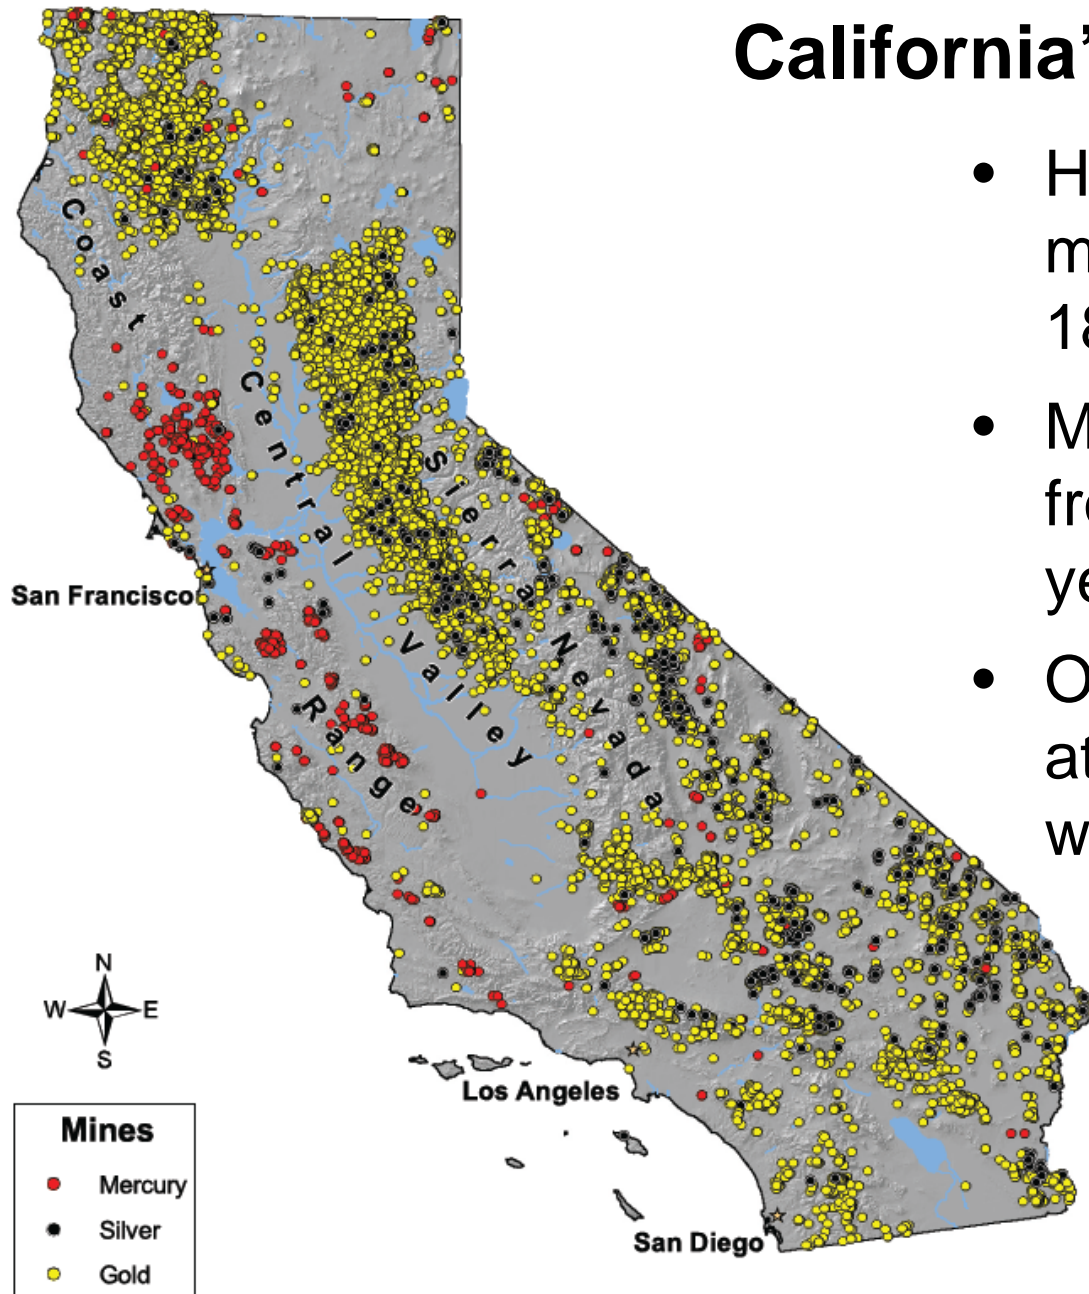 California'
• H
m
18
• M
fro
ye
• O
at
w
Coast
Range
Central
Valley
Sierra
Nevada
San Francisco
Los Angeles
San Diego
N
W E
S
Mines
Mercury
Silver
Gold